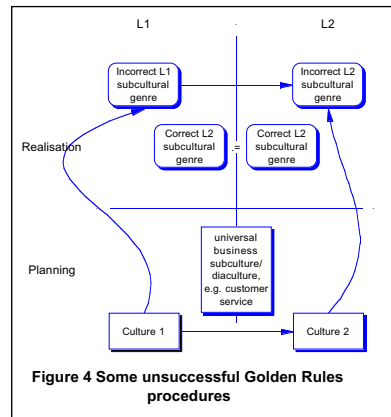 L1
L2
Incorrect L1
subcultural
genre
Incorrect L2
subcultural
genre
Realisation
Correct L2
subcultural
genre
.=
Correct L2
subcultural
genre
Planning
universal
business
subculture/
diaculture,
e.g. customer
service
Culture 1
Culture 2
Figure 4 Some unsuccessful Golden Rules
procedures